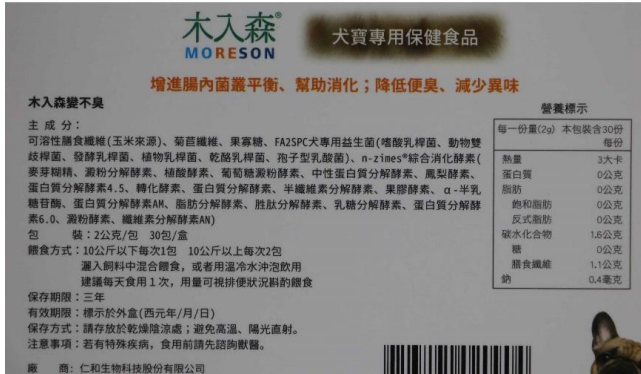 木入森®
MORESON
犬寶專用保健食品
增進腸內菌叢平衡、幫助消化；降低便臭、減少異味
木入森變不臭
主 成 分：
可溶性膳食纖維(玉米來源)、菊苣纖維、果寡糖、FA2SPC犬專用益生菌(嗜酸乳桿菌、動物雙
歧桿菌、發酵乳桿菌、植物乳桿菌、乾酪乳桿菌、孢子型乳酸菌)、n-zimes®綜合消化酵素(
麥芽糊精、澱粉分解酵素、植酸酵素、葡萄糖澱粉酵素、中性蛋白質分解酵素、鳳梨酵素、
蛋白質分解酵素4.5、轉化酵素、蛋白質分解酵素、半纖維素分解酵素、果膠酵素、α-半乳
糖苷酶、蛋白質分解酵素AM、脂肪分解酵素、胜肽分解酵素、乳糖分解酵素、蛋白質分解酵
素6.0、澱粉酵素、纖維素分解酵素AN)
包 裝：2公克/包 30包/盒
餵食方式：10公斤以下每次1包 10公斤以上每次2包
灑入飼料中混合餵食，或者用溫冷水沖泡飲用
建議每天食用1次，用量可視排便狀況斟酌餵食
保存期限：三年
有效期限：標示於外盒(西元年/月/日)
保存方式：請存放於乾燥陰涼處；避免高溫、陽光直射。
注意事項：若有特殊疾病，食用前請先諮詢獸醫。
廠 商：仁和生物科技股份有限公司
營養標示
每一份量(2g) 本包裝含30份
每份
熱量 3大卡
蛋白質 0公克
脂肪 0公克
飽和脂肪 0公克
反式脂肪 0公克
碳水化合物 1.6公克
糖 0公克
膳食纖維 1.1公克
鈉 0.4毫克